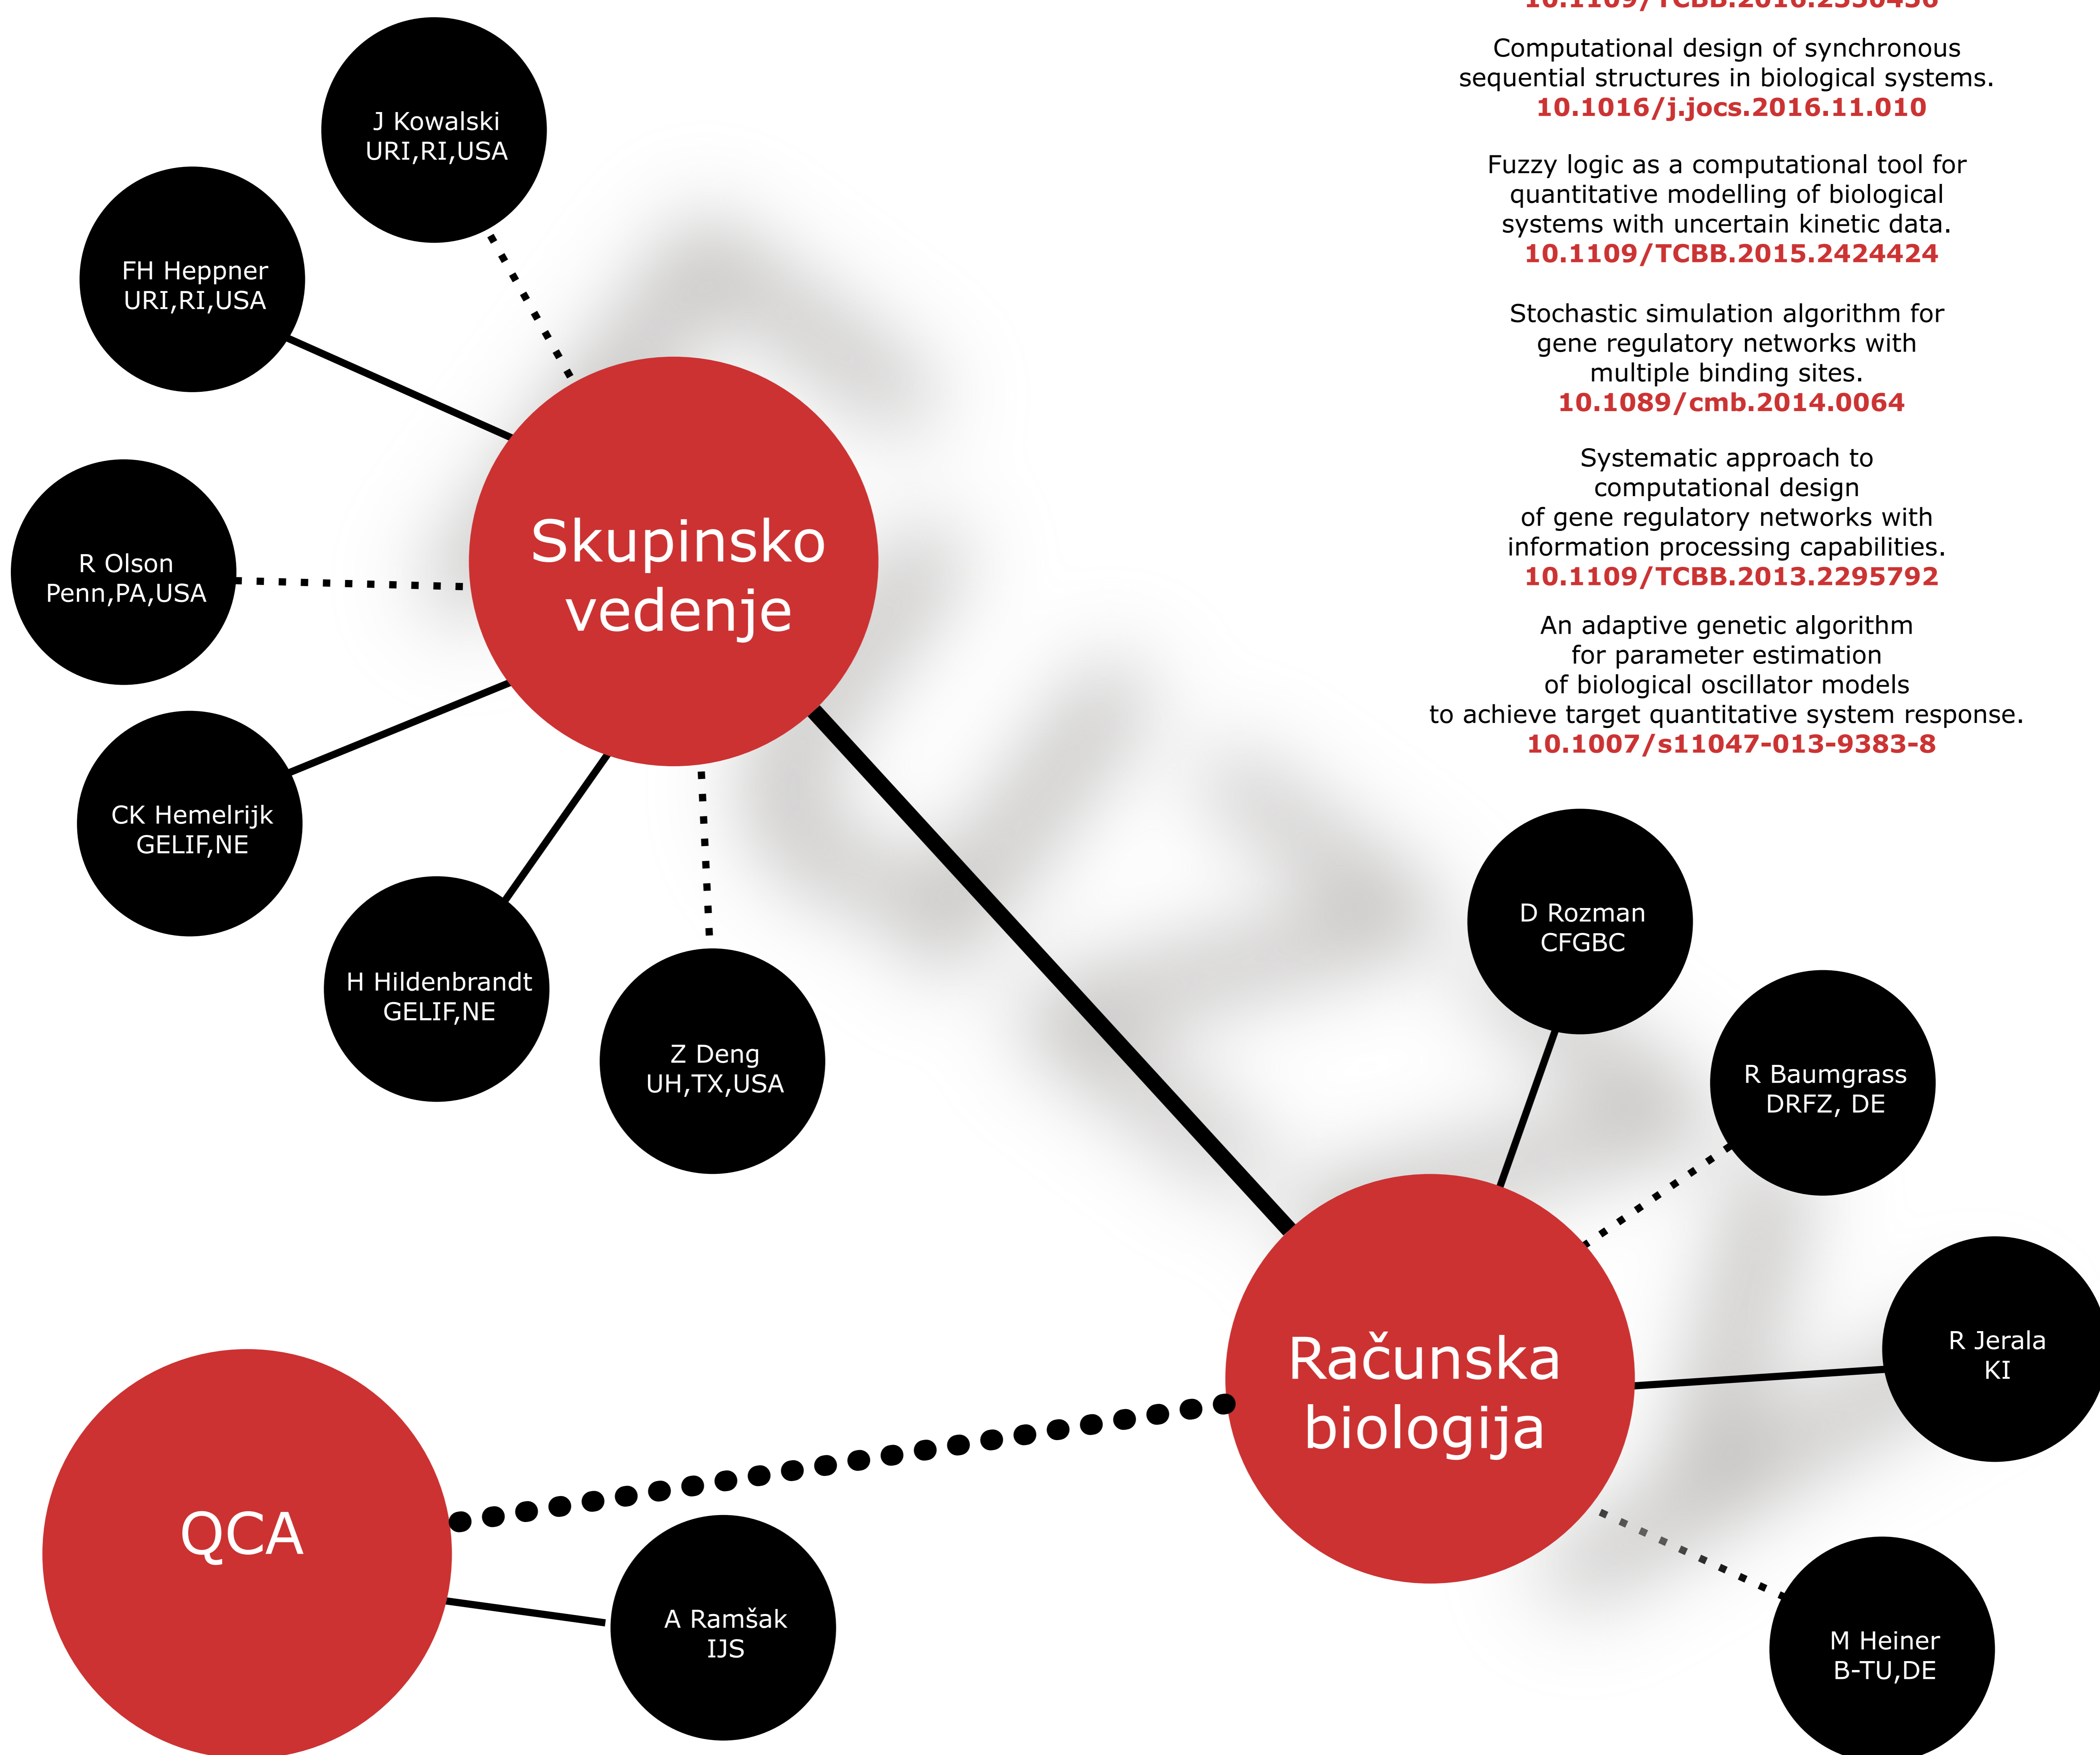 10.1109/TCBB.2016.2530436
Computational design of synchronous
sequential structures in biological systems.
10.1016/j.jocs.2016.11.010
Fuzzy logic as a computational tool for
quantitative modelling of biological
systems with uncertain kinetic data.
10.1109/TCBB.2015.2424424
Stochastic simulation algorithm for
gene regulatory networks with
multiple binding sites.
10.1089/cmb.2014.0064
Systematic approach to
computational design
of gene regulatory networks with
information processing capabilities.
10.1109/TCBB.2013.2295792
An adaptive genetic algorithm
for parameter estimation
of biological oscillator models
to achieve target quantitative system response.
10.1007/s11047-013-9383-8
J Kowalski
URI,RI,USA
FH Heppner
URI,RI,USA
R Olson
Penn,PA,USA
CK Hemelrijk
GELIF,NE
H Hildenbrandt
GELIF,NE
Z Deng
UH,TX,USA
Skupinsko
vedenje
D Rozman
CFGBC
R Baumgrass
DRFZ, DE
R Jerala
KI
M Heiner
B-TU,DE
Računska
biologija
QCA
A Ramšak
IJS